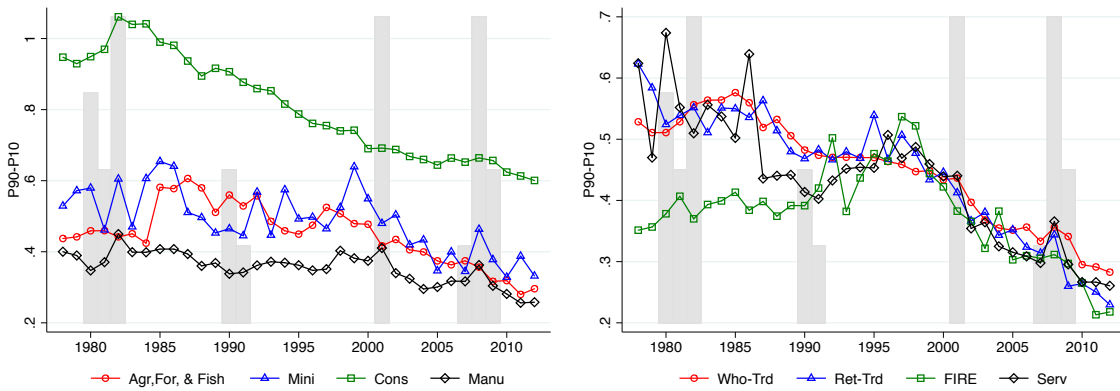 P90-P10
1
.8
.6
.4
.2
1980 1985 1990 1995 2000 2005 2010
Agr,For, & Fish Mini Cons Manu
P90-P10
.7
.6
.5
.4
.3
.2
1980 1985 1990 1995 2000 2005 2010
Who-Trd Ret-Trd FIRE Serv